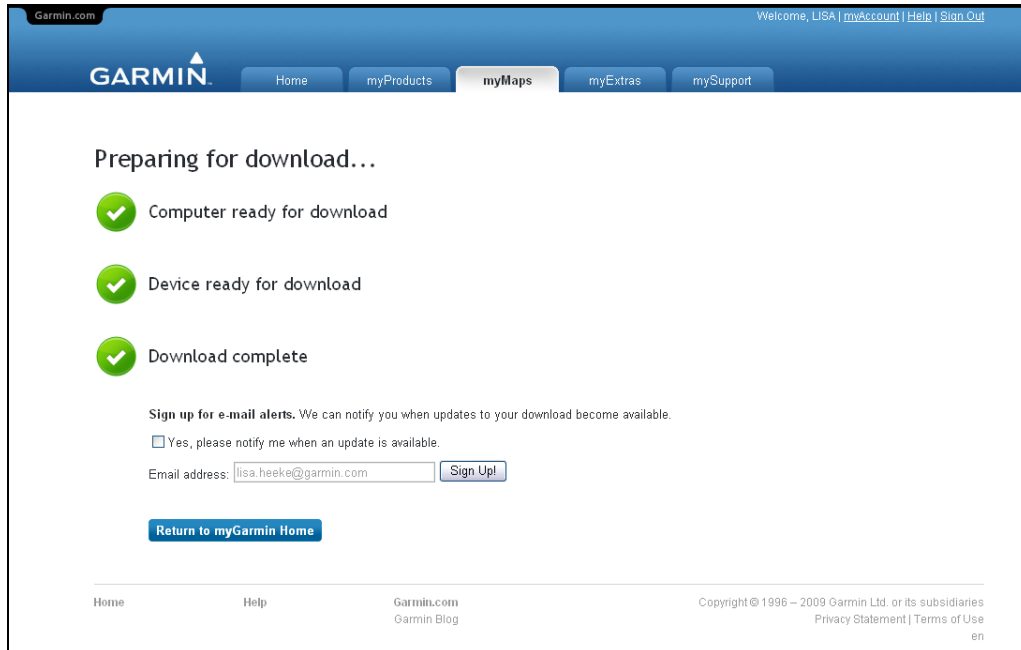 Garmin.com
Welcome, LISA | myAccount | Help | Sign Out
GARMIN
Home myProducts myMaps myExtras mySupport
Preparing for download...
Computer ready for download
Device ready for download
Download complete
Sign up for e-mail alerts. We can notify you when updates to your download become available.
Yes, please notify me when an update is available.
Email address: lisa.heeke@garmin.com Sign Up!
Return to myGarmin Home
Home Help Garmin.com Copyright © 1996 – 2009 Garmin Ltd. or its subsidiaries
Garmin Blog Privacy Statement | Terms of Use
en